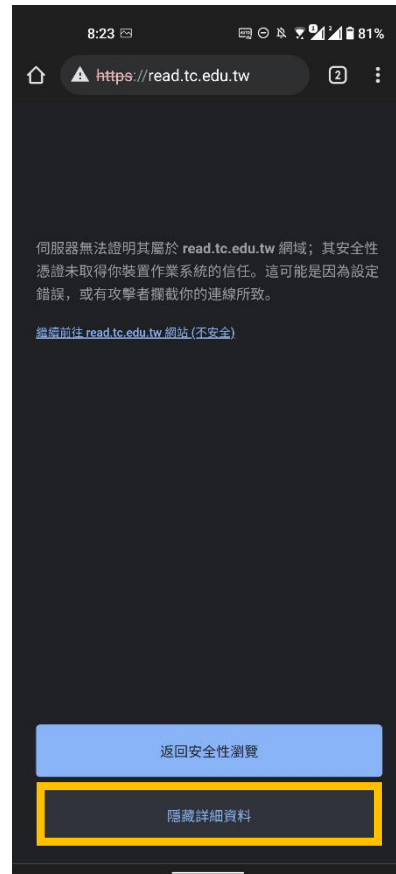 8:23 81%
https://read.tc.edu.tw 2
伺服器無法證明其屬於 read.tc.edu.tw 網域；其安全性
憑證未取得你裝置作業系統的信任。這可能是因為設定
錯誤，或有攻擊者攔截你的連線所致。
繼續前往 read.tc.edu.tw 網站 (不安全)
返回安全性瀏覽
隱藏詳細資料